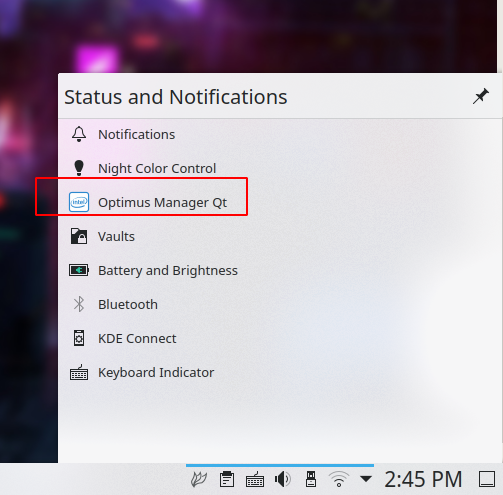 Status and Notifications
Notifications
Night Color Control
intel
Optimus Manager Qt
Vaults
Battery and Brightness
Bluetooth
KDE Connect
Keyboard Indicator
2:45 PM